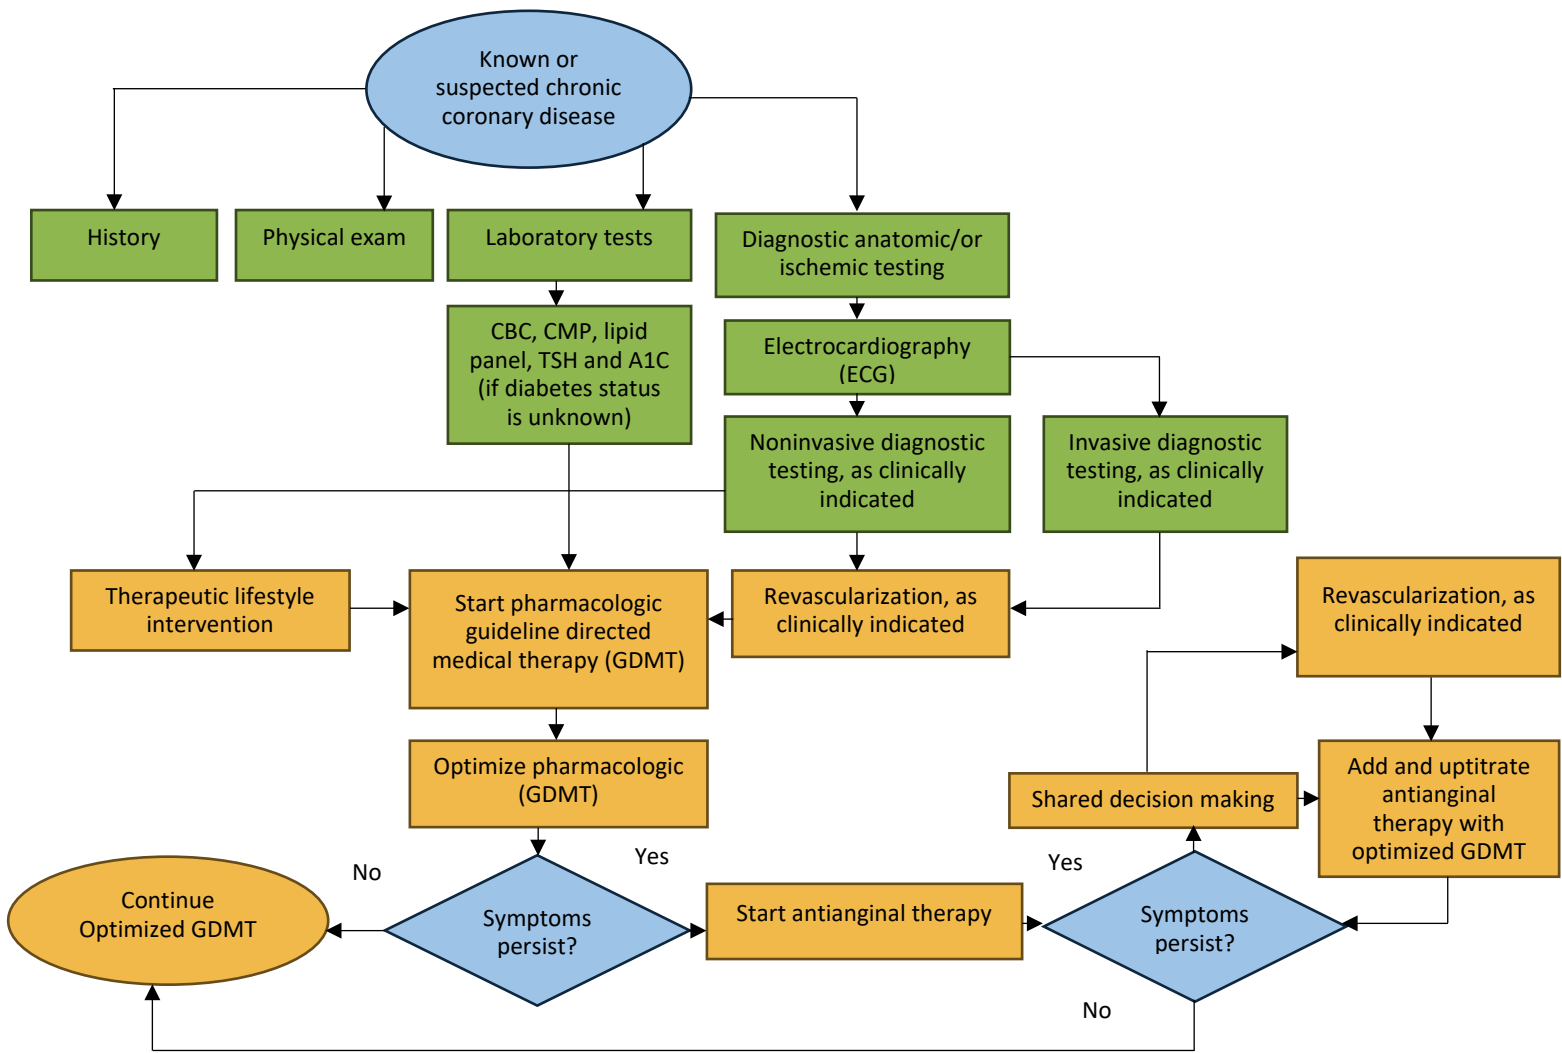 Known or
suspected chronic
coronary disease
History
Physical exam
Laboratory tests
Diagnostic anatomic/or
ischemic testing
CBC, CMP, lipid
panel, TSH and A1C
(if diabetes status
is unknown)
Electrocardiography
(ECG)
Noninvasive diagnostic
testing, as clinically
indicated
Invasive diagnostic
testing, as clinically
indicated
Therapeutic lifestyle
intervention
Start pharmacologic
guideline directed
medical therapy (GDMT)
Revascularization, as
clinically indicated
Revascularization, as
clinically indicated
Optimize pharmacologic
(GDMT)
Shared decision making
Add and uptitrate
antianginal
therapy with
optimized GDMT
No
Yes
Yes
Continue
Optimized GDMT
Symptoms
persist?
Start antianginal therapy
Symptoms
persist?
No